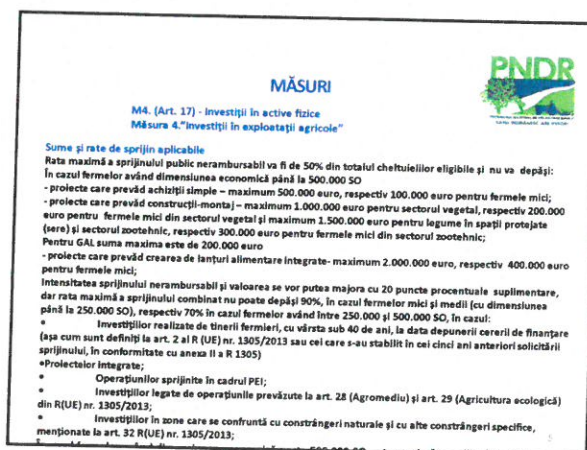 PNDR
MĂSURI
M4. (Art. 17) - Investiții în active fizice
Măsura 4."Investiții în exploatații agricole"
Sume și rate de sprijin aplicabile
Rata maximă a sprijinului public nerambursabil va fi de 50% din totalul cheltuielilor eligibile și nu va depăși:
În cazul fermelor având dimensiunea economică până la 500.000 SO
- proiecte care prevăd achiziții simple – maximum 500.000 euro, respectiv 100.000 euro pentru fermele mici;
- proiecte care prevăd construcții-montaj – maximum 1.000.000 euro pentru sectorul vegetal, respectiv 200.000
euro pentru fermele mici din sectorul vegetal și maximum 1.500.000 euro pentru legume în spații protejate
(sere) și sectorul zootehnic, respectiv 300.000 euro pentru fermele mici din sectorul zootehnic;
Pentru GAL suma maxima este de 200.000 euro
- proiecte care prevăd crearea de lanțuri alimentare integrate- maximum 2.000.000 euro, respectiv 400.000 euro
pentru fermele mici;
Intensitatea sprijinului nerambursabil și valoarea se vor putea majora cu 20 puncte procentuale suplimentare,
dar rata maximă a sprijinului combinat nu poate depăși 90%, în cazul fermelor mici și medii (cu dimensiunea
până la 250.000 SO), respectiv 70% în cazul fermelor având între 250.000 și 500.000 SO, în cazul:
• Investițiilor realizate de tinerii fermieri, cu vârsta sub 40 de ani, la data depunerii cererii de finanțare
(așa cum sunt definiți la art. 2 al R (UE) nr. 1305/2013 sau cei care s-au stabilit în cei cinci ani anteriori solicitării
sprijinului, în conformitate cu anexa II a R 1305)
•Proiectelor integrate;
• Operațiunilor sprijinite în cadrul PEI;
• Investițiilor legate de operațiunile prevăzute la art. 28 (Agromediu) și art. 29 (Agricultura ecologică)
din R(UE) nr. 1305/2013;
• Investițiilor în zone care se confruntă cu constrângeri naturale și cu alte constrângeri specifice,
menționate la art. 32 R(UE) nr. 1305/2013;